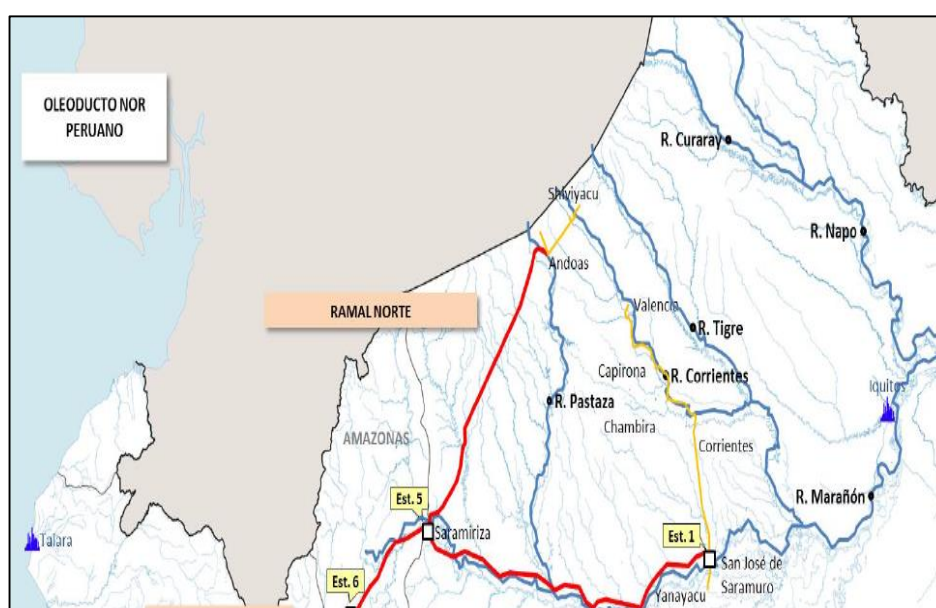 OLEODUCTO NOR
PERUANO
R. Curaray
Shiviyacu
R. Napo
Andoas
RAMAL NORTE
Valencia
R. Tigre
Capirona
R. Corrientes
Iquitos
R. Pastaza
Chambira
AMAZONAS
Corrientes
Est. 5
R. Marañón
Saramiriza
Talara
Est. 1
San José de
Saramuro
Est. 6
Yanayacu